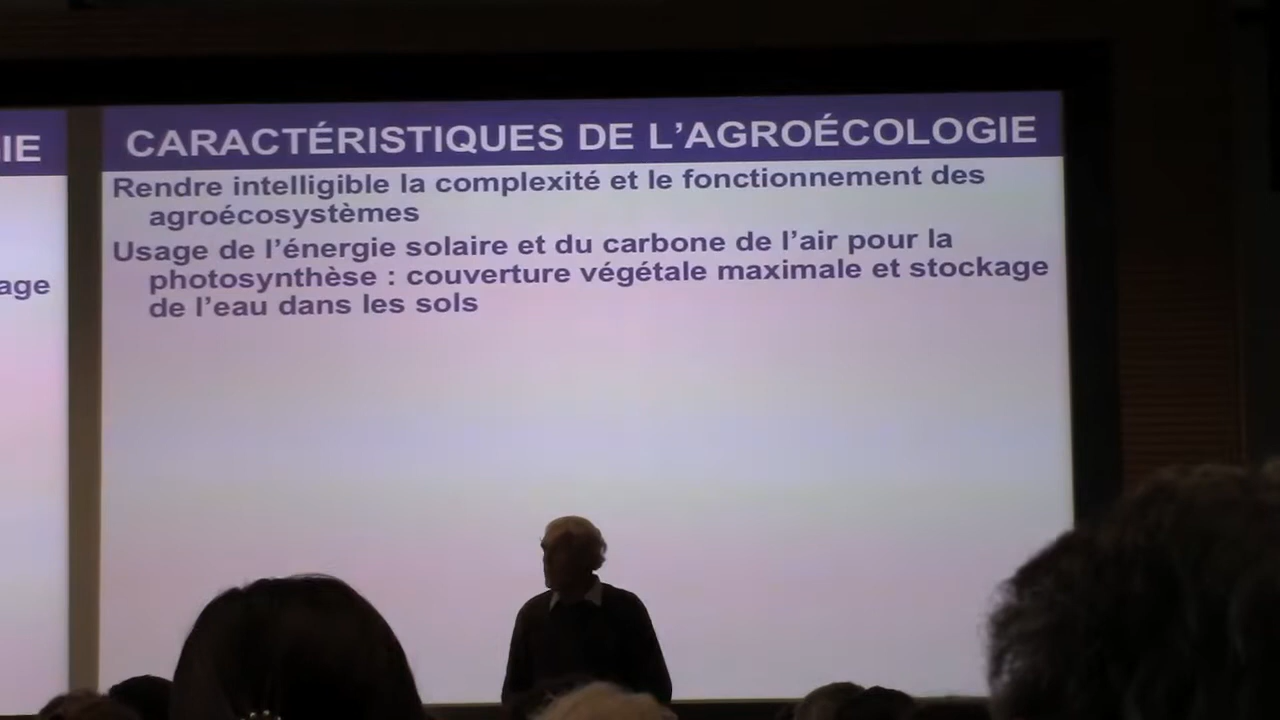 IE
age
CARACTÉRISTIQUES DE L'AGROÉCOLOGIE
Rendre intelligible la complexité et le fonctionnement des
agroécosystèmes
Usage de l'énergie solaire et du carbone de l'air pour la
photosynthèse : couverture végétale maximale et stockage
de l'eau dans les sols